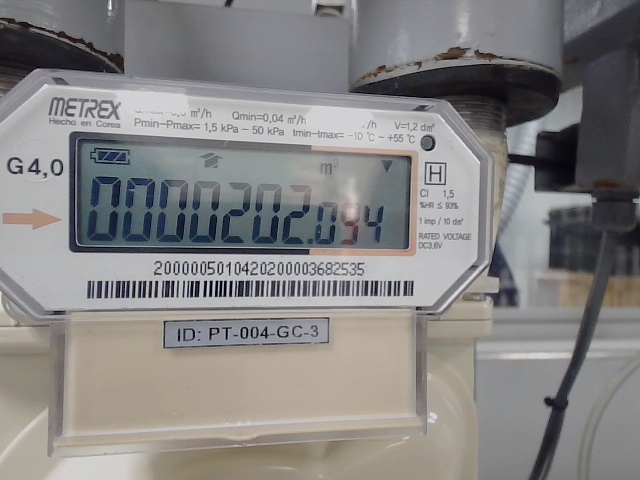 METREX
Hecho en Corea
m³/h Qmin=0,04 m³/h /h V=1,2 dm³
Pmin-Pmax= 1,5 kPa - 50 kPa tmin-tmax= -10 °C - +55 °C
G4,0
m³
0000202.094
H
Cl 1,5
%HR ≤ 93%
1 imp / 10 dm³
RATED VOLTAGE
DC3,6V
2000005010420200003682535
ID: PT-004-GC-3